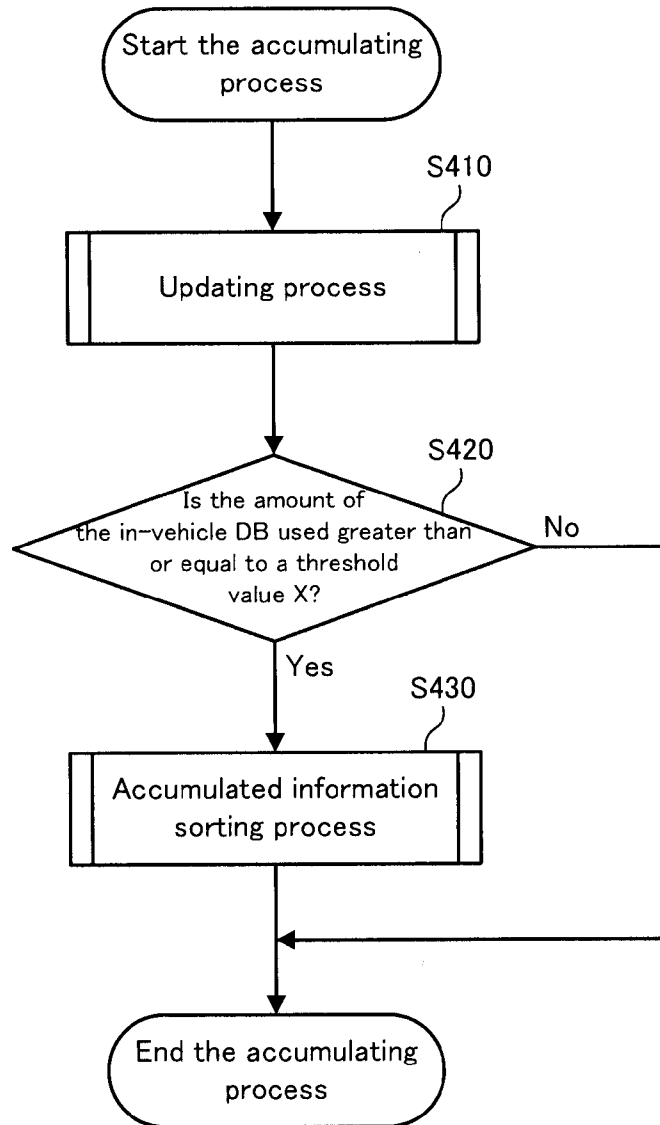 Start the accumulating
process
S410
Updating process
S420
Is the amount of
the in-vehicle DB used greater than
or equal to a threshold
value X?
No
Yes
S430
Accumulated information
sorting process
End the accumulating
process